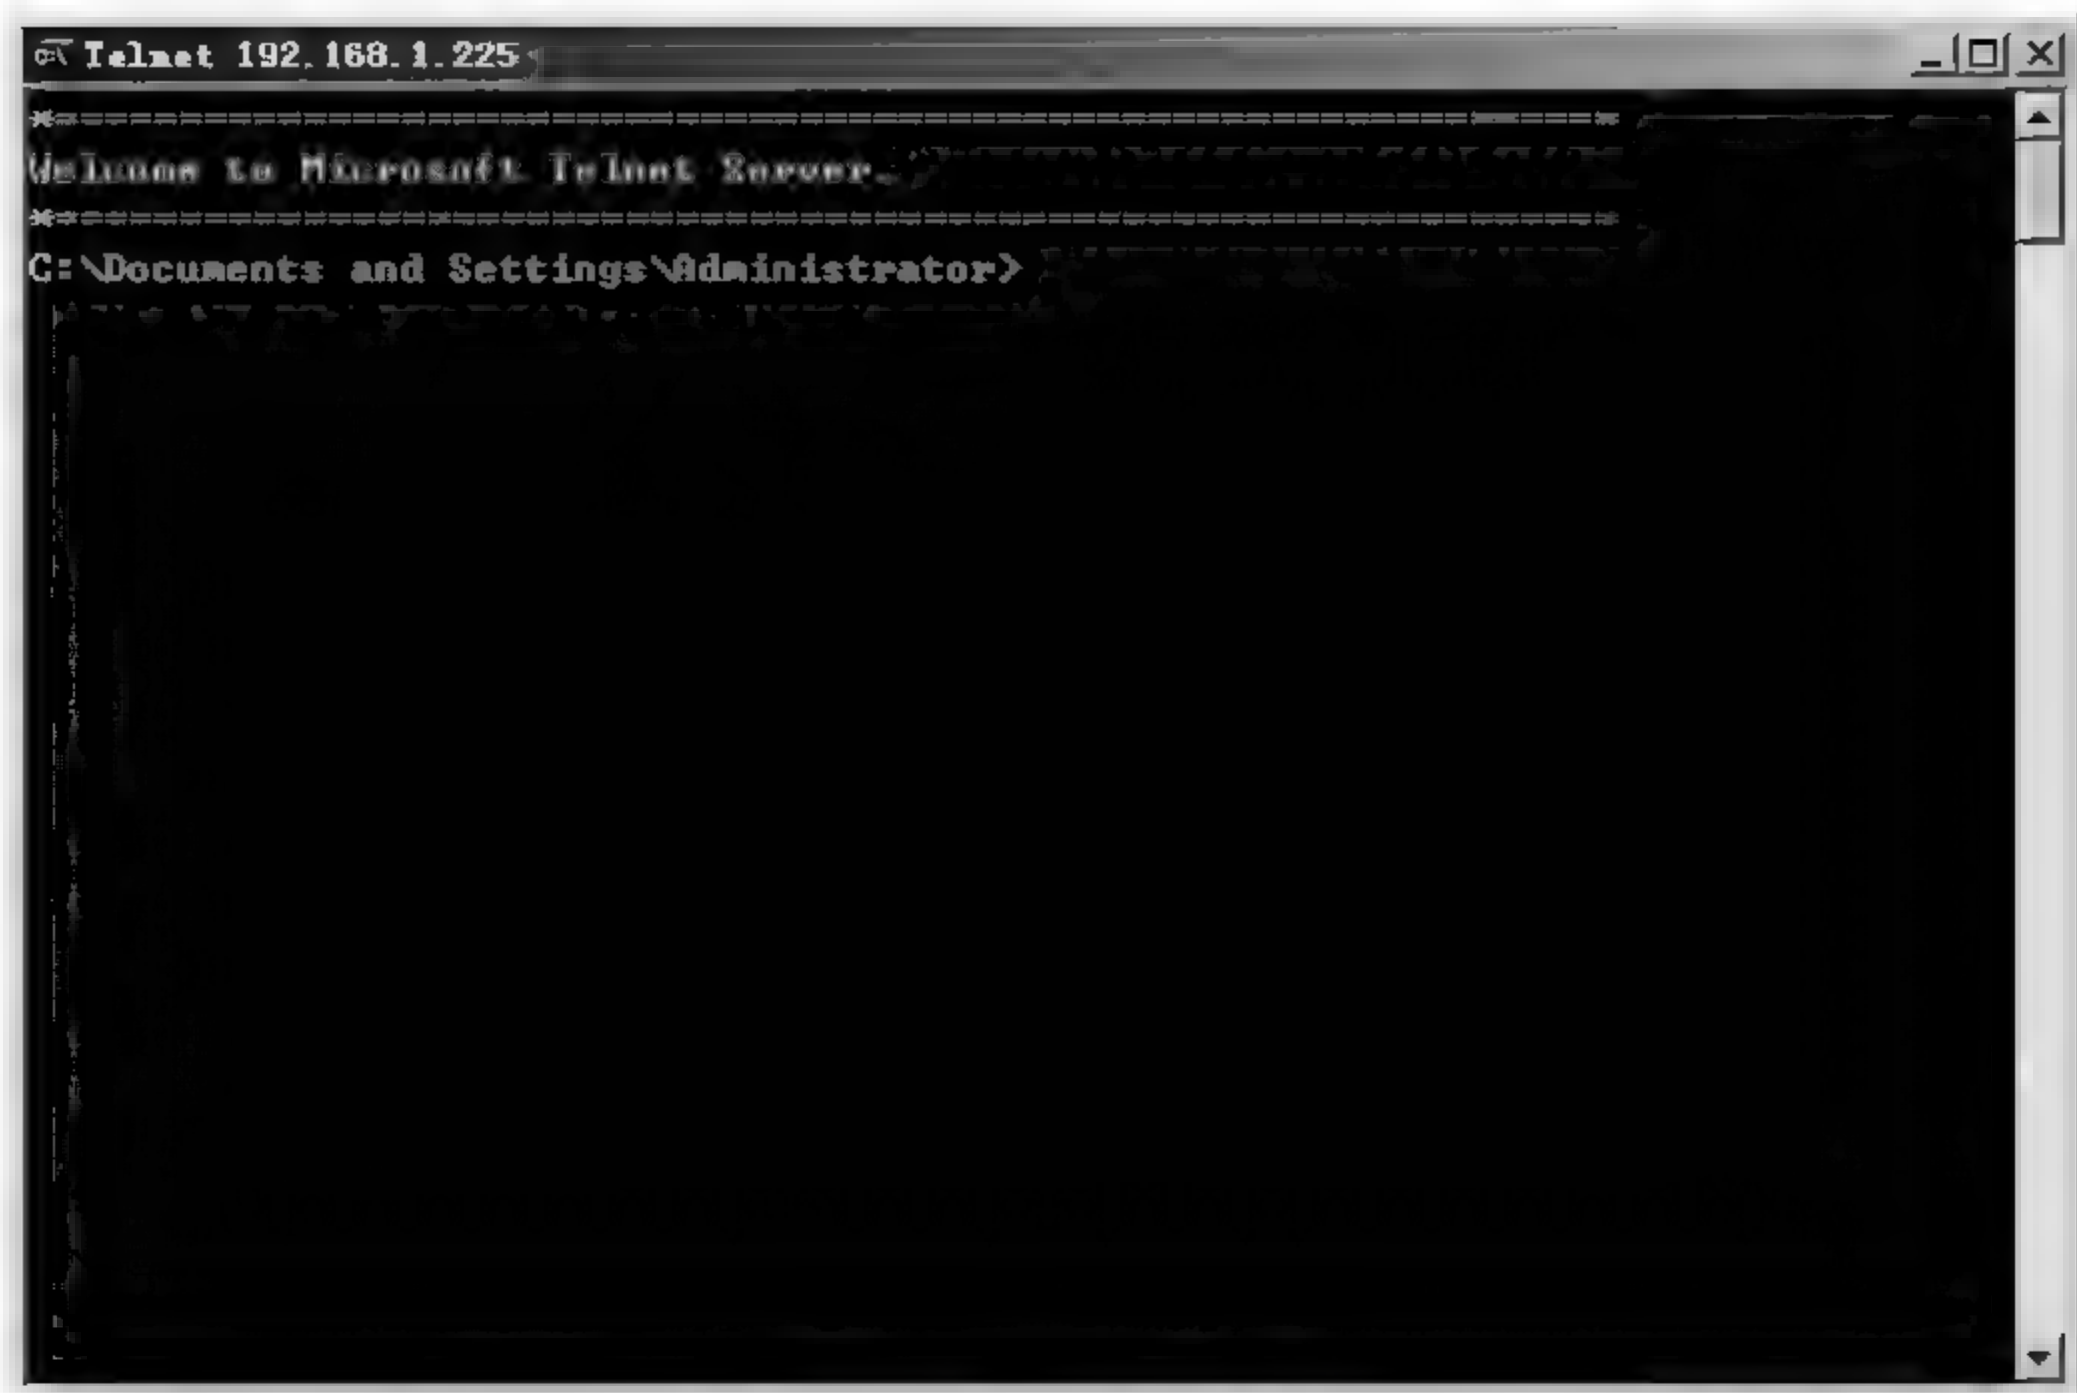 C:\ Telnet 192.168.1.225
*===============================================================*
Welcome to Microsoft Telnet Server.
*===============================================================*
C:\Documents and Settings\Administrator>